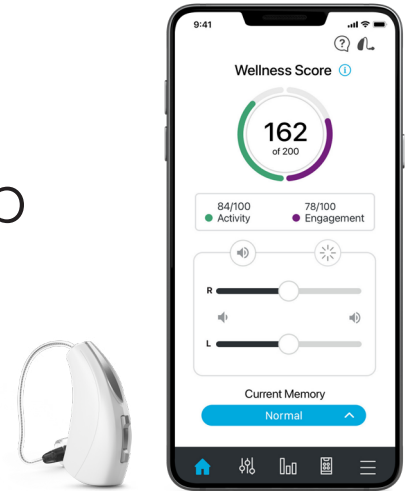 9:41
Wellness Score
162
of 200
84/100
Activity
78/100
Engagement
R
L
Current Memory
Normal